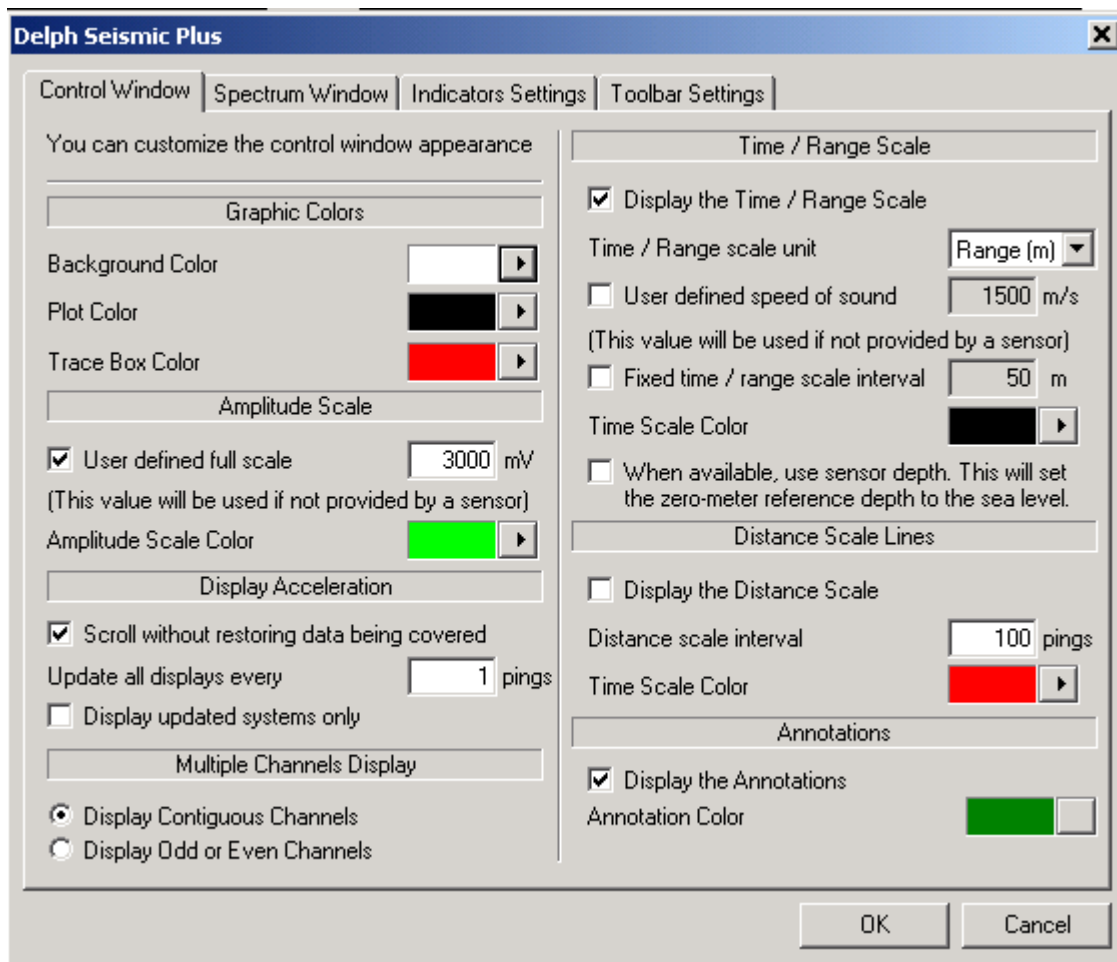 Delph Seismic Plus
Control Window
Spectrum Window
Indicators Settings
Toolbar Settings
You can customize the control window appearance
Graphic Colors
Background Color
Plot Color
Trace Box Color
Amplitude Scale
User defined full scale 3000 mV
(This value will be used if not provided by a sensor)
Amplitude Scale Color
Display Acceleration
Scroll without restoring data being covered
Update all displays every 1 pings
Display updated systems only
Multiple Channels Display
Display Contiguous Channels
Display Odd or Even Channels
Time / Range Scale
Display the Time / Range Scale
Time / Range scale unit Range (m)
User defined speed of sound 1500 m/s
(This value will be used if not provided by a sensor)
Fixed time / range scale interval 50 m
Time Scale Color
When available, use sensor depth. This will set
the zero-meter reference depth to the sea level.
Distance Scale Lines
Display the Distance Scale
Distance scale interval 100 pings
Time Scale Color
Annotations
Display the Annotations
Annotation Color
OK
Cancel